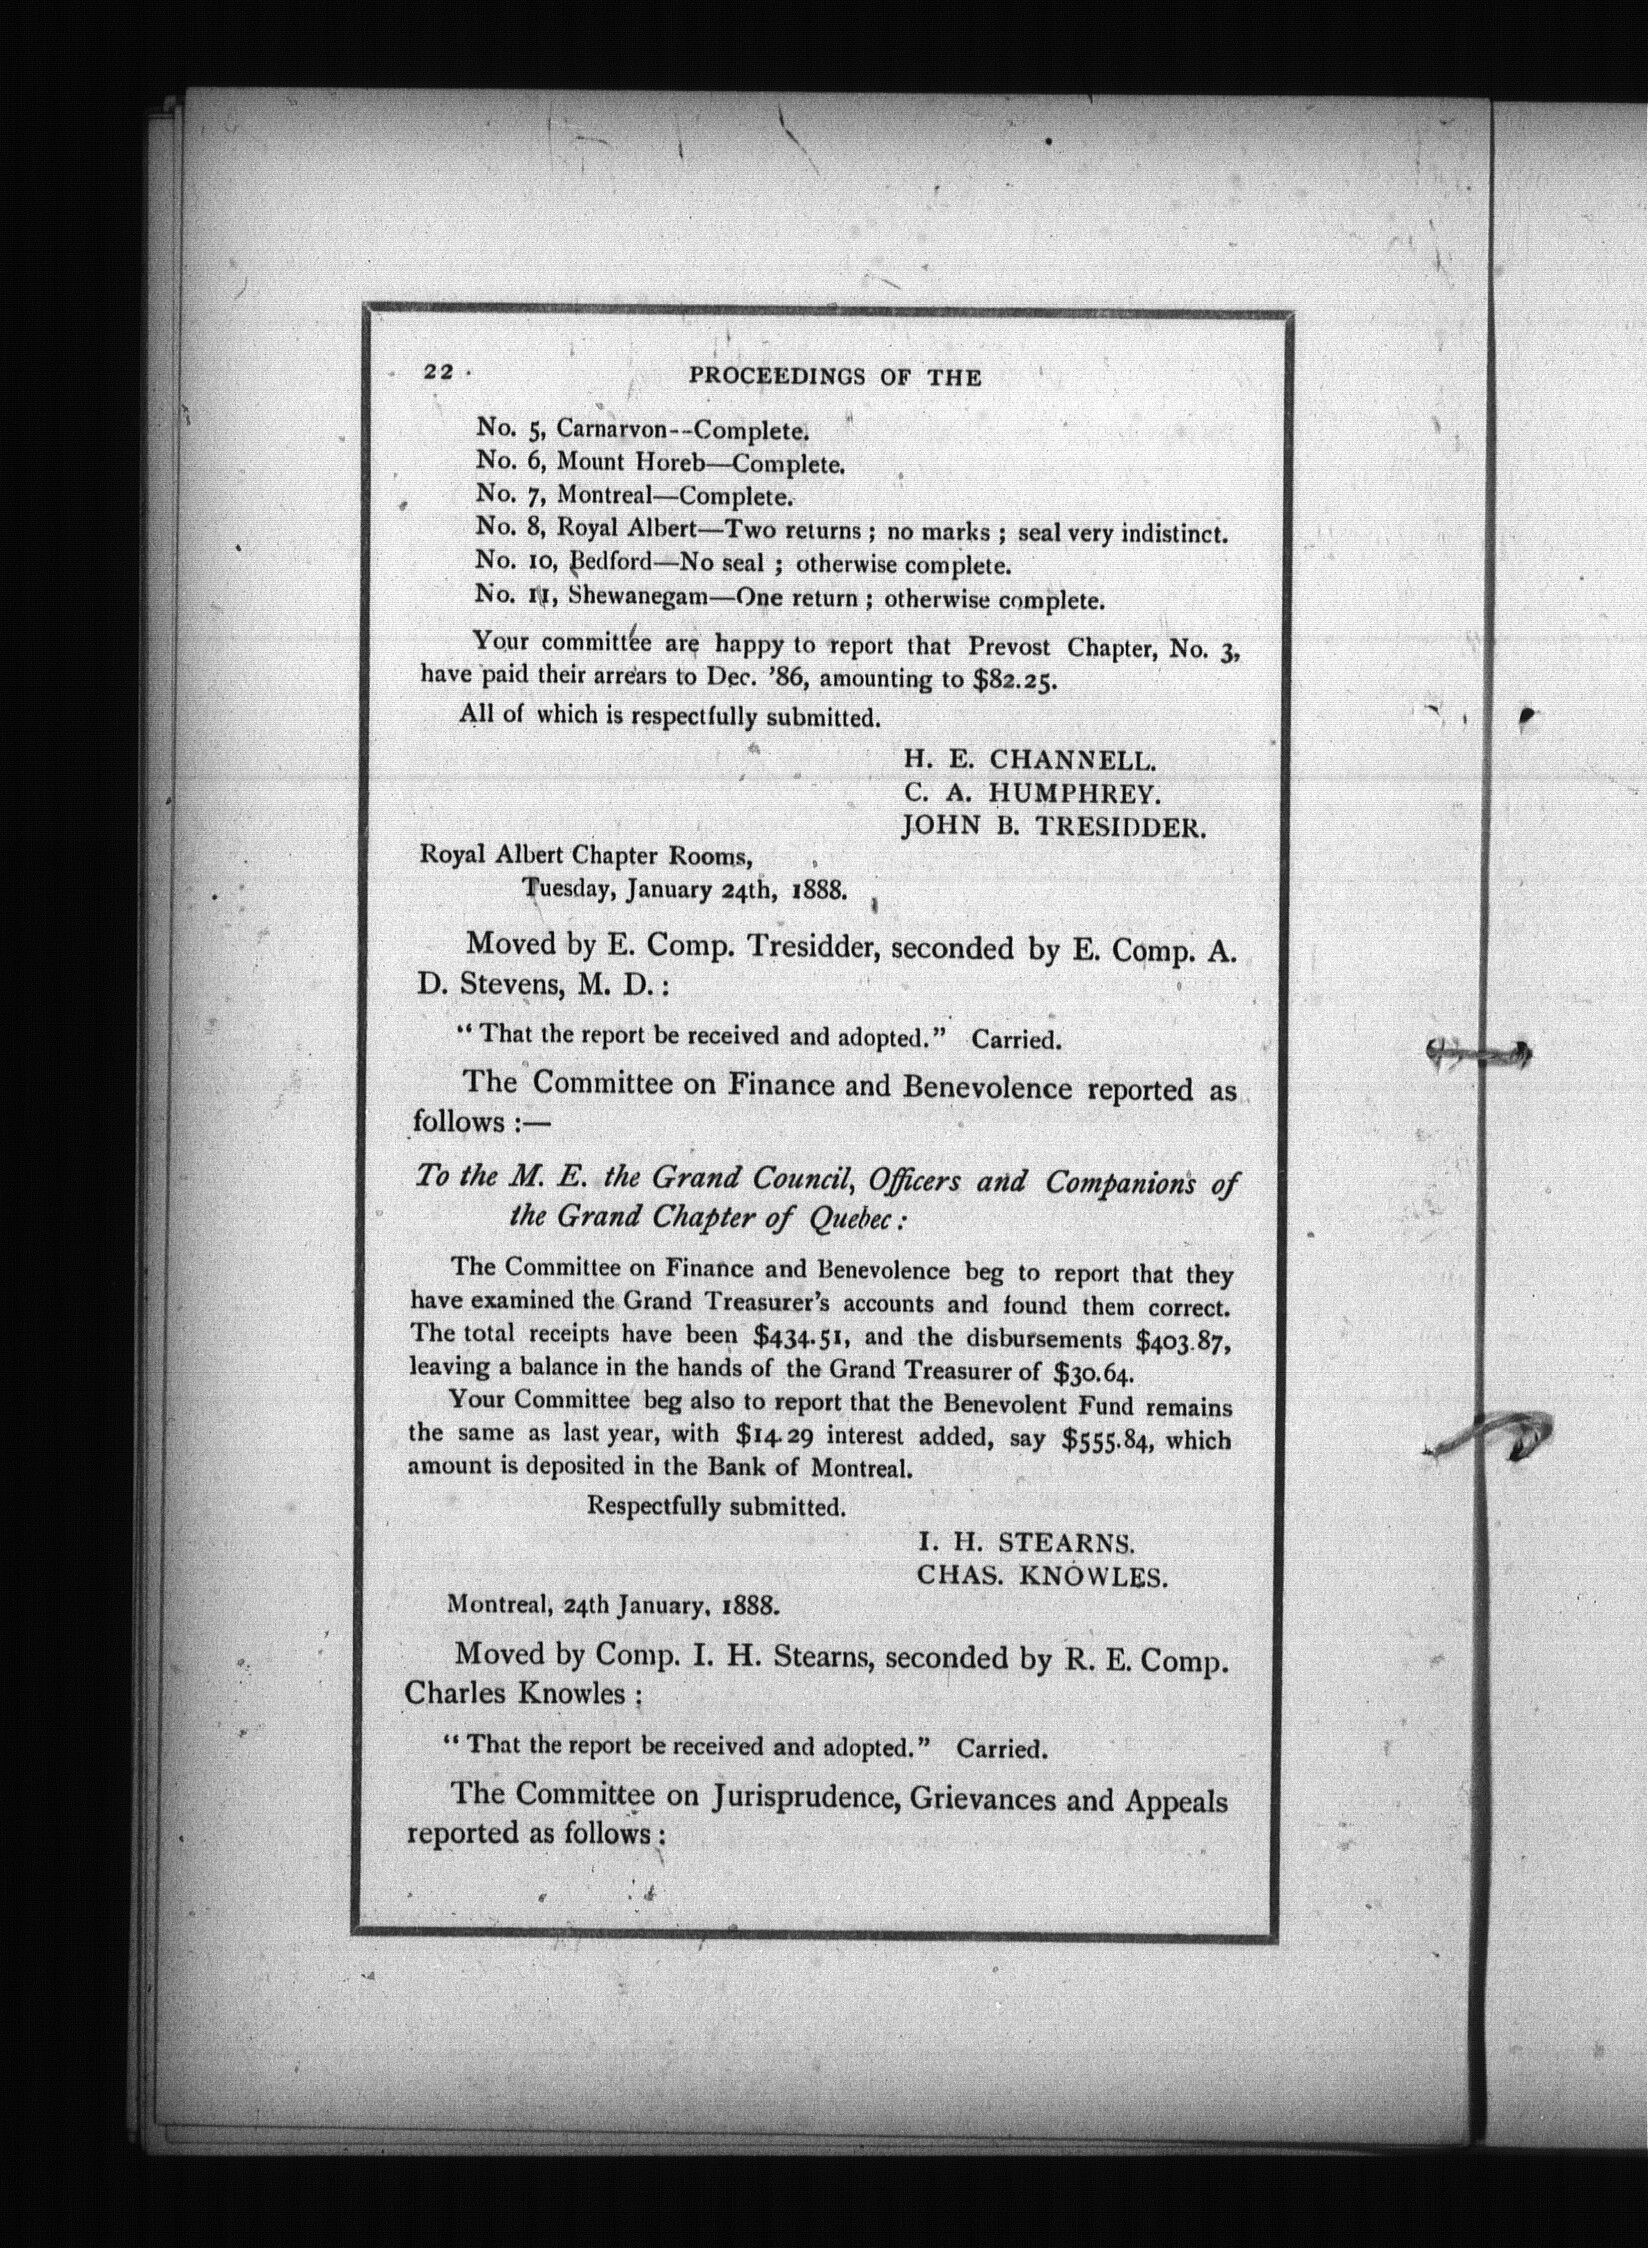 22
PROCEEDINGS OF THE
No. 5, Carnarvon--Complete.
No. 6, Mount Horeb—Complete.
No. 7, Montreal—Complete.
No. 8, Royal Albert—Two returns ; no marks ; seal very indistinct.
No. 10, Bedford—No seal ; otherwise complete.
No. 11, Shewanegam—One return ; otherwise complete.
Your committee are happy to report that Prevost Chapter, No. 3,
have paid their arrears to Dec. '86, amounting to $82.25.
All of which is respectfully submitted.
H. E. CHANNELL.
C. A. HUMPHREY.
JOHN B. TRESIDDER.
Royal Albert Chapter Rooms,
Tuesday, January 24th, 1888.
Moved by E. Comp. Tresidder, seconded by E. Comp. A.
D. Stevens, M. D. :
“ That the report be received and adopted.” Carried.
The Committee on Finance and Benevolence reported as
follows :—
To the M. E. the Grand Council, Officers and Companions of
the Grand Chapter of Quebec :
The Committee on Finance and Benevolence beg to report that they
have examined the Grand Treasurer's accounts and found them correct.
The total receipts have been $434.51, and the disbursements $403.87,
leaving a balance in the hands of the Grand Treasurer of $30.64.
Your Committee beg also to report that the Benevolent Fund remains
the same as last year, with $14.29 interest added, say $555.84, which
amount is deposited in the Bank of Montreal.
Respectfully submitted.
I. H. STEARNS.
CHAS. KNOWLES.
Montreal, 24th January, 1888.
Moved by Comp. I. H. Stearns, seconded by R. E. Comp.
Charles Knowles :
“ That the report be received and adopted.” Carried.
The Committee on Jurisprudence, Grievances and Appeals
reported as follows :